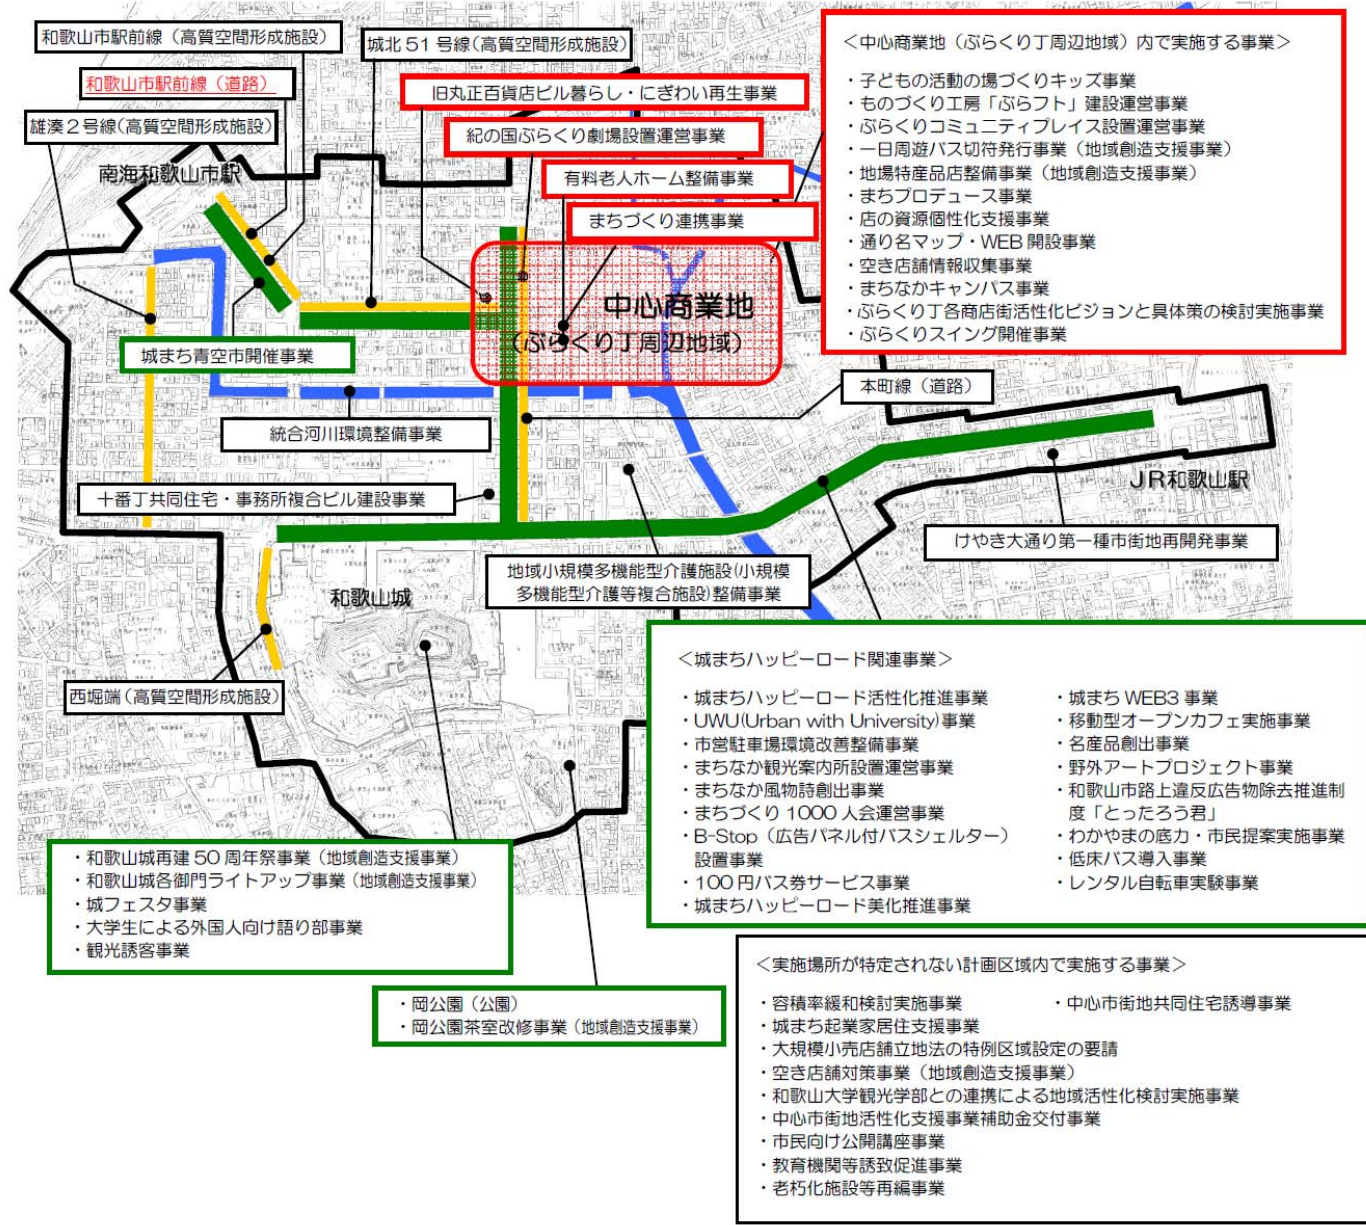 和歌山市駅前線（高質空間形成施設）
城北51号線(高質空間形成施設)
和歌山市駅前線（道路）
旧丸正百貨店ビル暮らし・にぎわい再生事業
雄湊２号線(高質空間形成施設)
紀の国ぶらくり劇場設置運営事業
南海和歌山市駅
有料老人ホーム整備事業
まちづくり連携事業
＜中心商業地（ぶらくり丁周辺地域）内で実施する事業＞
・子どもの活動の場づくりキッズ事業
・ものづくり工房「ぶらフト」建設運営事業
・ぶらくりコミュニティプレイス設置運営事業
・一日周遊バス切符発行事業（地域創造支援事業）
・地場特産品店整備事業（地域創造支援事業）
・まちプロデュース事業
・店の資源個性化支援事業
・通り名マップ・WEB開設事業
・空き店舗情報収集事業
・まちなかキャンパス事業
・ぶらくり丁各商店街活性化ビジョンと具体策の検討実施事業
・ぶらくりスイング開催事業
中心商業地
（ぶらくり丁周辺地域）
城まち青空市開催事業
本町線（道路）
統合河川環境整備事業
十番丁共同住宅・事務所複合ビル建設事業
JR和歌山駅
けやき大通り第一種市街地再開発事業
地域小規模多機能型介護施設(小規模
多機能型介護等複合施設)整備事業
和歌山城
西堀端(高質空間形成施設)
＜城まちハッピーロード関連事業＞
・城まちハッピーロード活性化推進事業
・UWU(Urban with University)事業
・市営駐車場環境改善整備事業
・まちなか観光案内所設置運営事業
・まちなか風物詩創出事業
・まちづくり1000人会運営事業
・B-Stop（広告パネル付バスシェルター）
設置事業
・100円バス券サービス事業
・城まちハッピーロード美化推進事業
・城まちWEB3事業
・移動型オープンカフェ実施事業
・名産品創出事業
・野外アートプロジェクト事業
・和歌山市路上違反広告物除去推進制
度「とったろう君」
・わかやまの底力・市民提案実施事業
・低床バス導入事業
・レンタル自転車実験事業
・和歌山城再建50周年祭事業（地域創造支援事業）
・和歌山城各御門ライトアップ事業（地域創造支援事業）
・城フェスタ事業
・大学生による外国人向け語り部事業
・観光誘客事業
・岡公園（公園）
・岡公園茶室改修事業（地域創造支援事業）
＜実施場所が特定されない計画区域内で実施する事業＞
・容積率緩和検討実施事業
・中心市街地共同住宅誘導事業
・城まち起業家居住支援事業
・大規模小売店舗立地法の特例区域設定の要請
・空き店舗対策事業（地域創造支援事業）
・和歌山大学観光学部との連携による地域活性化検討実施事業
・中心市街地活性化支援事業補助金交付事業
・市民向け公開講座事業
・教育機関等誘致促進事業
・老朽化施設等再編事業